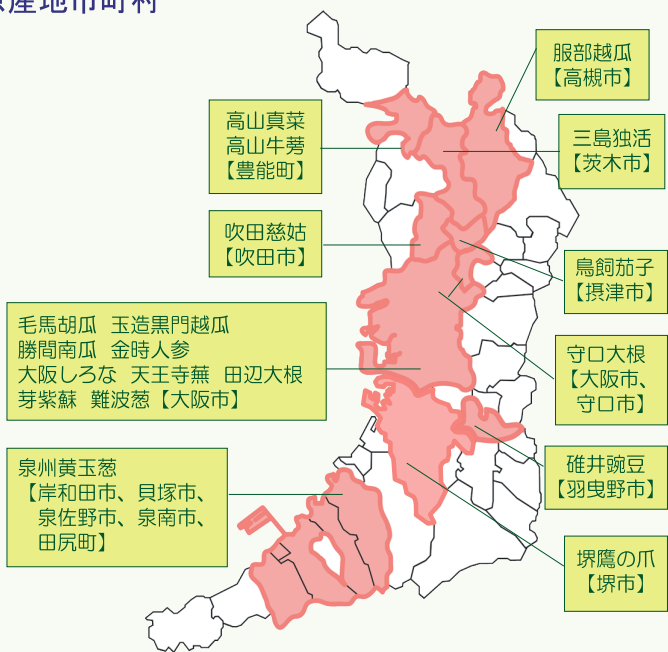 原産地市町村
服部越瓜
【高槻市】
高山真菜
高山牛蒡
【豊能町】
三島独活
【茨木市】
吹田慈姑
【吹田市】
鳥飼茄子
【摂津市】
毛馬胡瓜 玉造黒門越瓜
勝間南瓜 金時人参
大阪しろな 天王寺蕪 田辺大根
芽紫蘇 難波葱【大阪市】
守口大根
【大阪市、
守口市】
泉州黄玉葱
【岸和田市、貝塚市、
泉佐野市、泉南市、
田尻町】
碓井豌豆
【羽曳野市】
堺鷹の爪
【堺市】